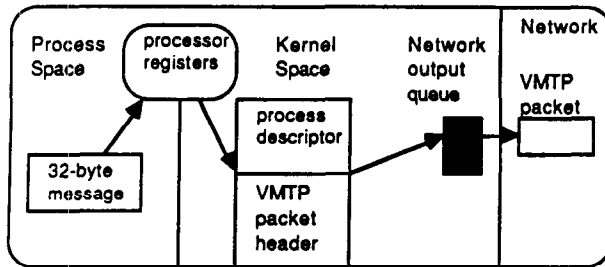 Process
Space
processor
registers
Kernel
Space
Network
output
queue
Network
VMTP
packet
32-byte
message
process
descriptor
VMTP
packet
header